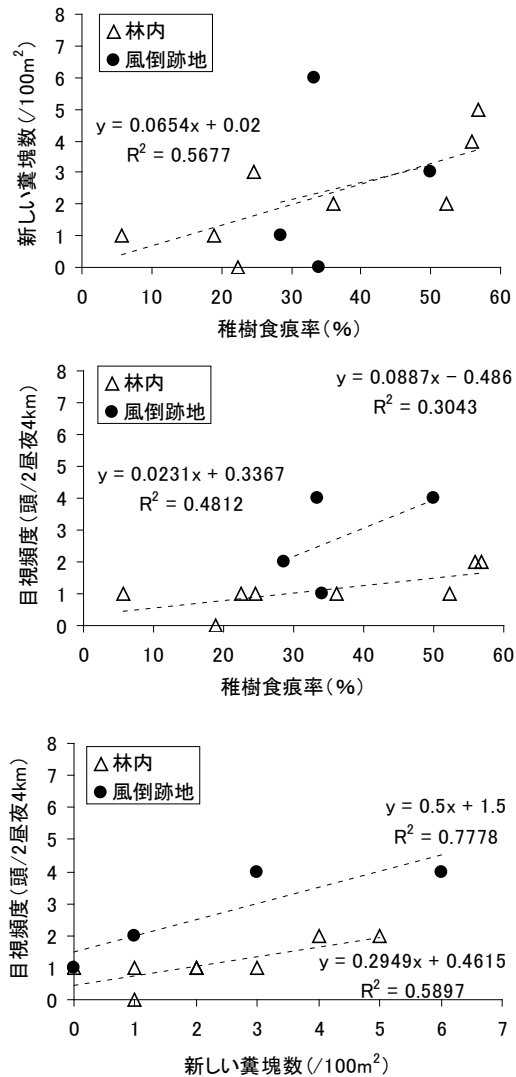 △ 林内
● 風倒跡地
新しい糞塊数(/100m²)
8
7
6
5
4
3
2
1
0
y = 0.0654x + 0.02
R² = 0.5677
0 10 20 30 40 50 60
稚樹食痕率(%)
△ 林内
● 風倒跡地
目視頻度(頭/2昼夜4km)
8
7
6
5
4
3
2
1
0
y = 0.0887x − 0.486
R² = 0.3043
y = 0.0231x + 0.3367
R² = 0.4812
0 10 20 30 40 50 60
稚樹食痕率(%)
△ 林内
● 風倒跡地
目視頻度(頭/2昼夜4km)
8
7
6
5
4
3
2
1
0
y = 0.5x + 1.5
R² = 0.7778
y = 0.2949x + 0.4615
R² = 0.5897
0 1 2 3 4 5 6 7
新しい糞塊数(/100m²)